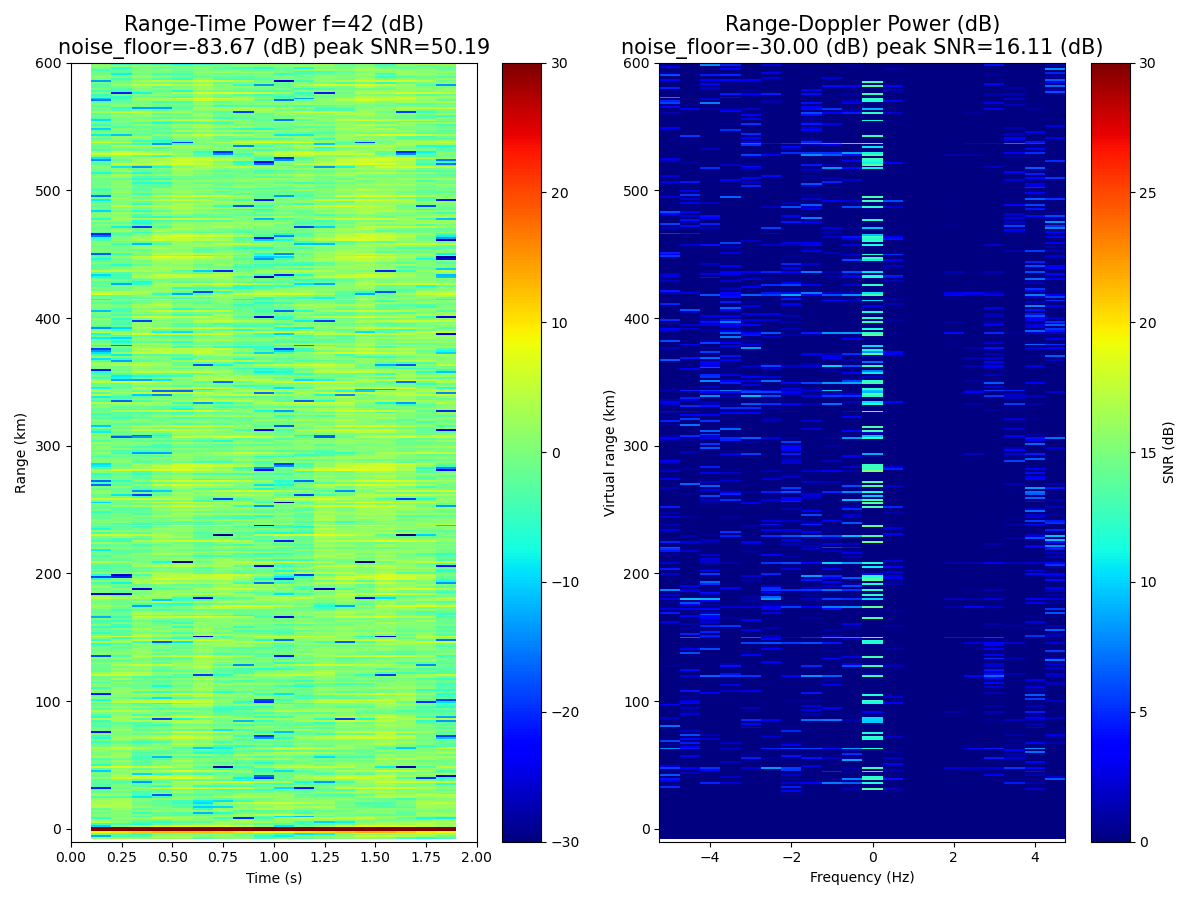 Range-Time Power f=42 (dB)
noise_floor=-83.67 (dB) peak SNR=50.19
600
500
400
300
200
100
0
Range (km)
0.00 0.25 0.50 0.75 1.00 1.25 1.50 1.75 2.00
Time (s)
30
20
10
0
−10
−20
−30
Range-Doppler Power (dB)
noise_floor=-30.00 (dB) peak SNR=16.11 (dB)
600
500
400
300
200
100
0
Virtual range (km)
−4 −2 0 2 4
Frequency (Hz)
30
25
20
15
10
5
0
SNR (dB)